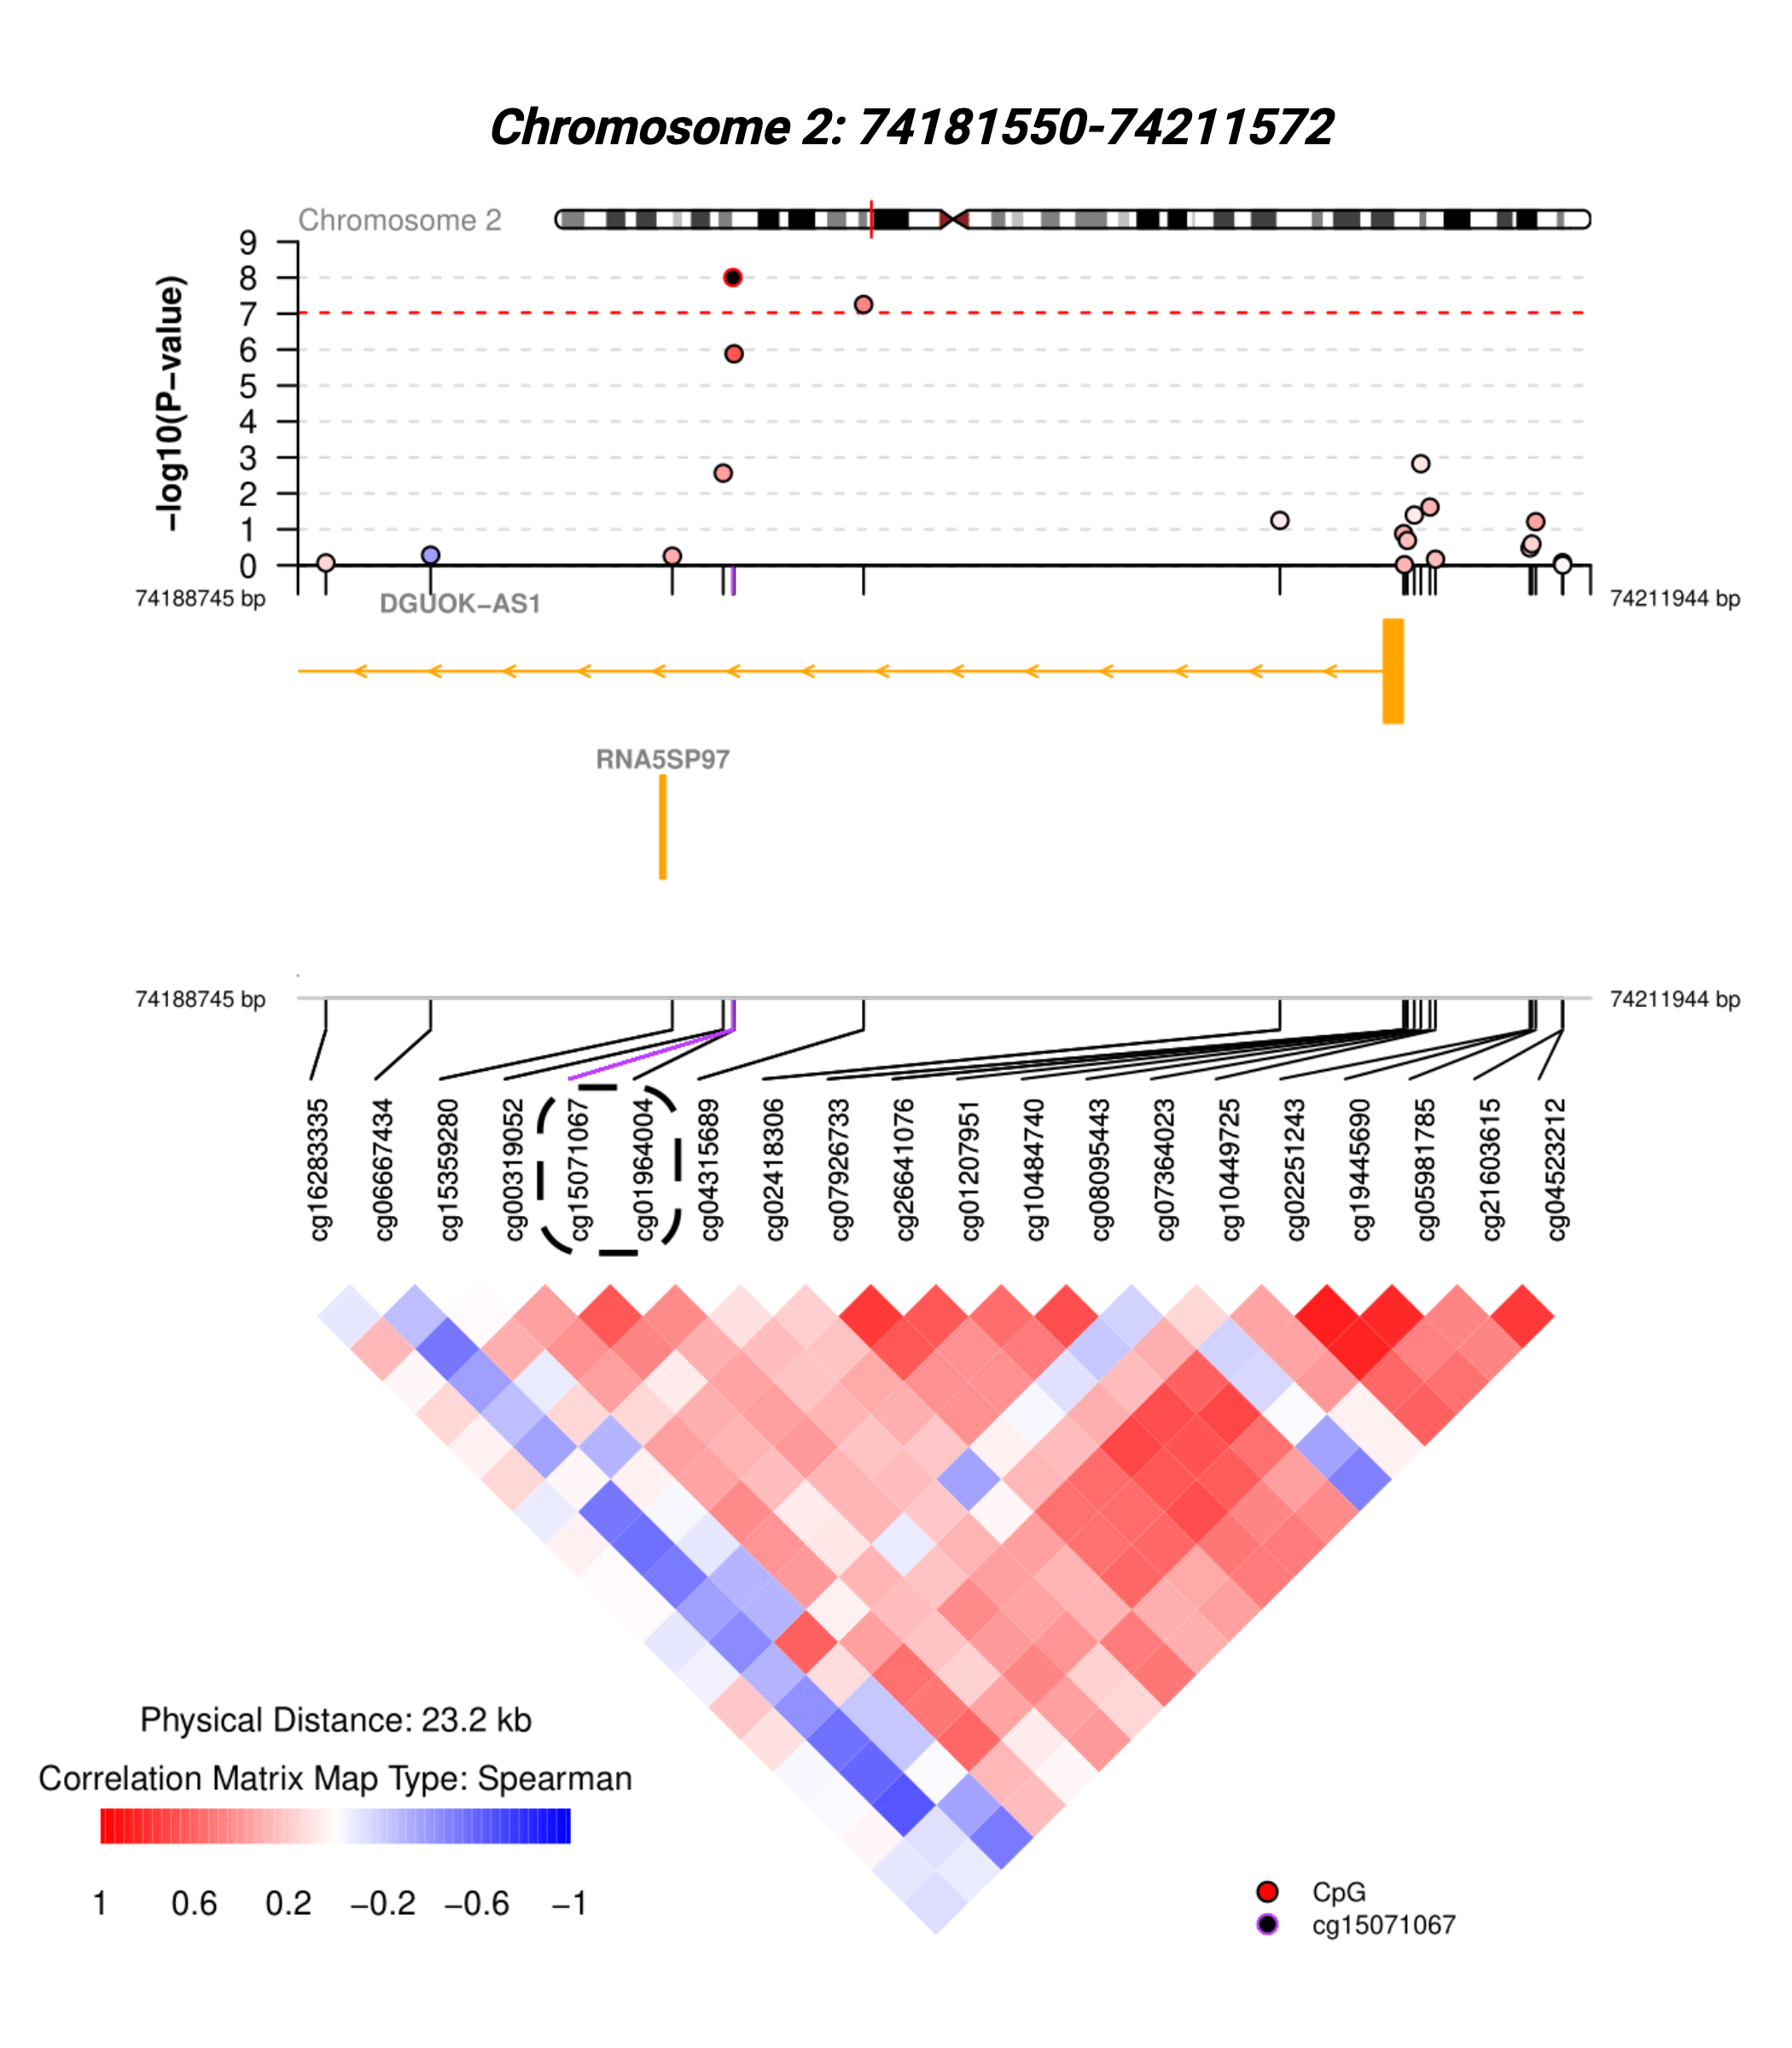 Chromosome 2: 74181550-74211572
Chromosome 2
9
8
7
6
5
4
3
2
1
0
−log10(P−value)
74188745 bp
74211944 bp
DGUOK−AS1
RNA5SP97
74188745 bp
74211944 bp
cg16283335
cg06667434
cg15359280
cg00319052
cg15071067
cg01964004
cg04315689
cg02418306
cg07926733
cg26641076
cg01207951
cg10484740
cg08095443
cg07364023
cg10449725
cg02251243
cg19445690
cg05981785
cg21603615
cg04523212
Physical Distance: 23.2 kb
Correlation Matrix Map Type: Spearman
1 0.6 0.2 −0.2 −0.6 −1
CpG
cg15071067